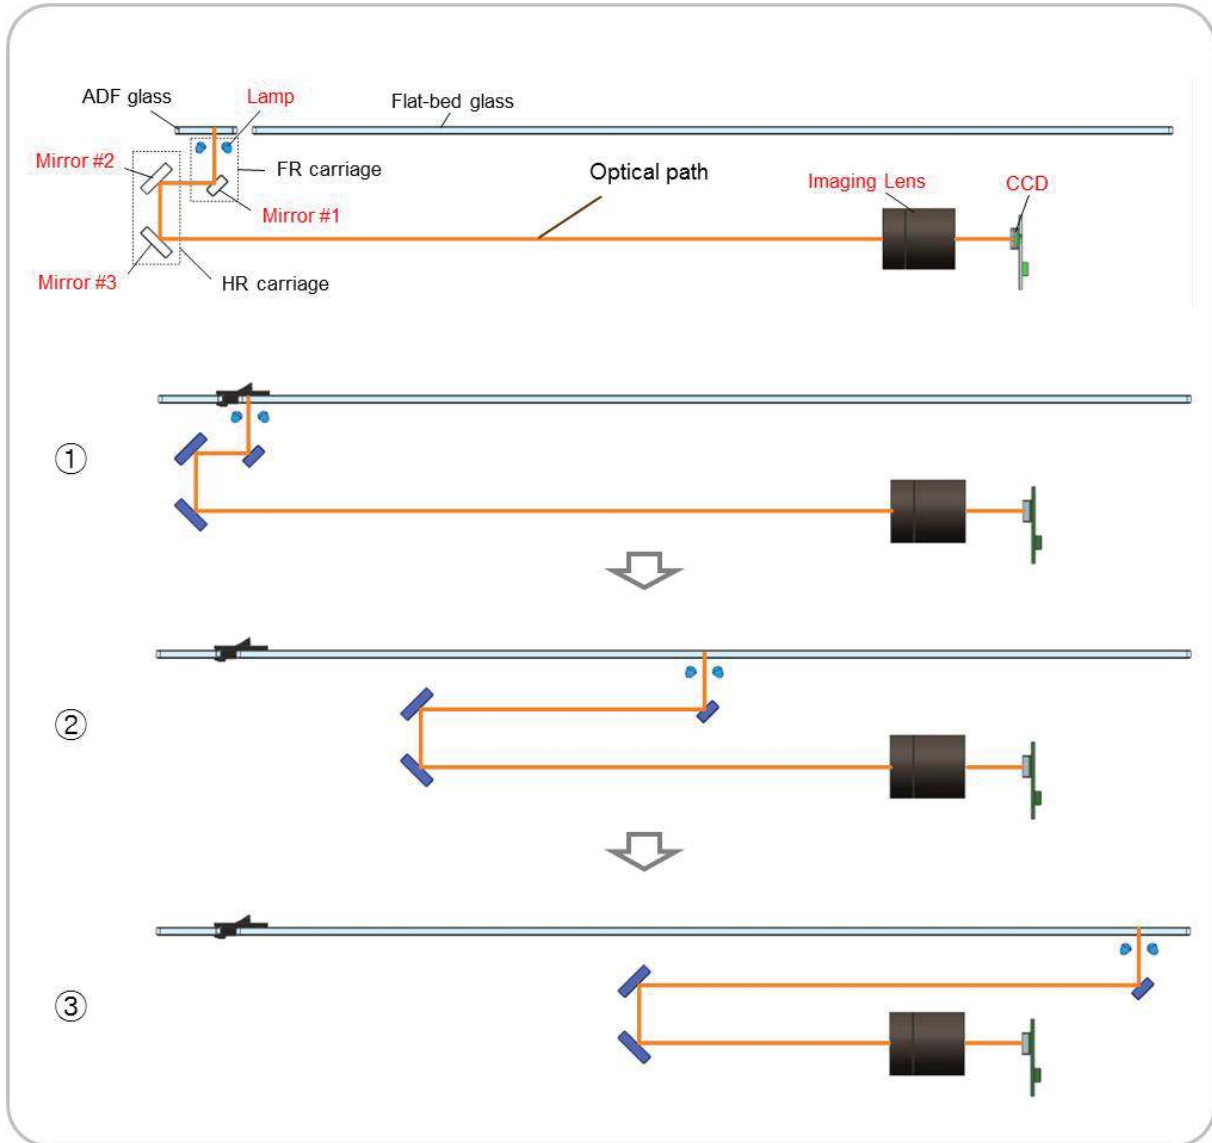 ADF glass
Lamp
Flat-bed glass
Mirror #2
FR carriage
Optical path
Imaging Lens
CCD
Mirror #1
Mirror #3
HR carriage
①
②
③